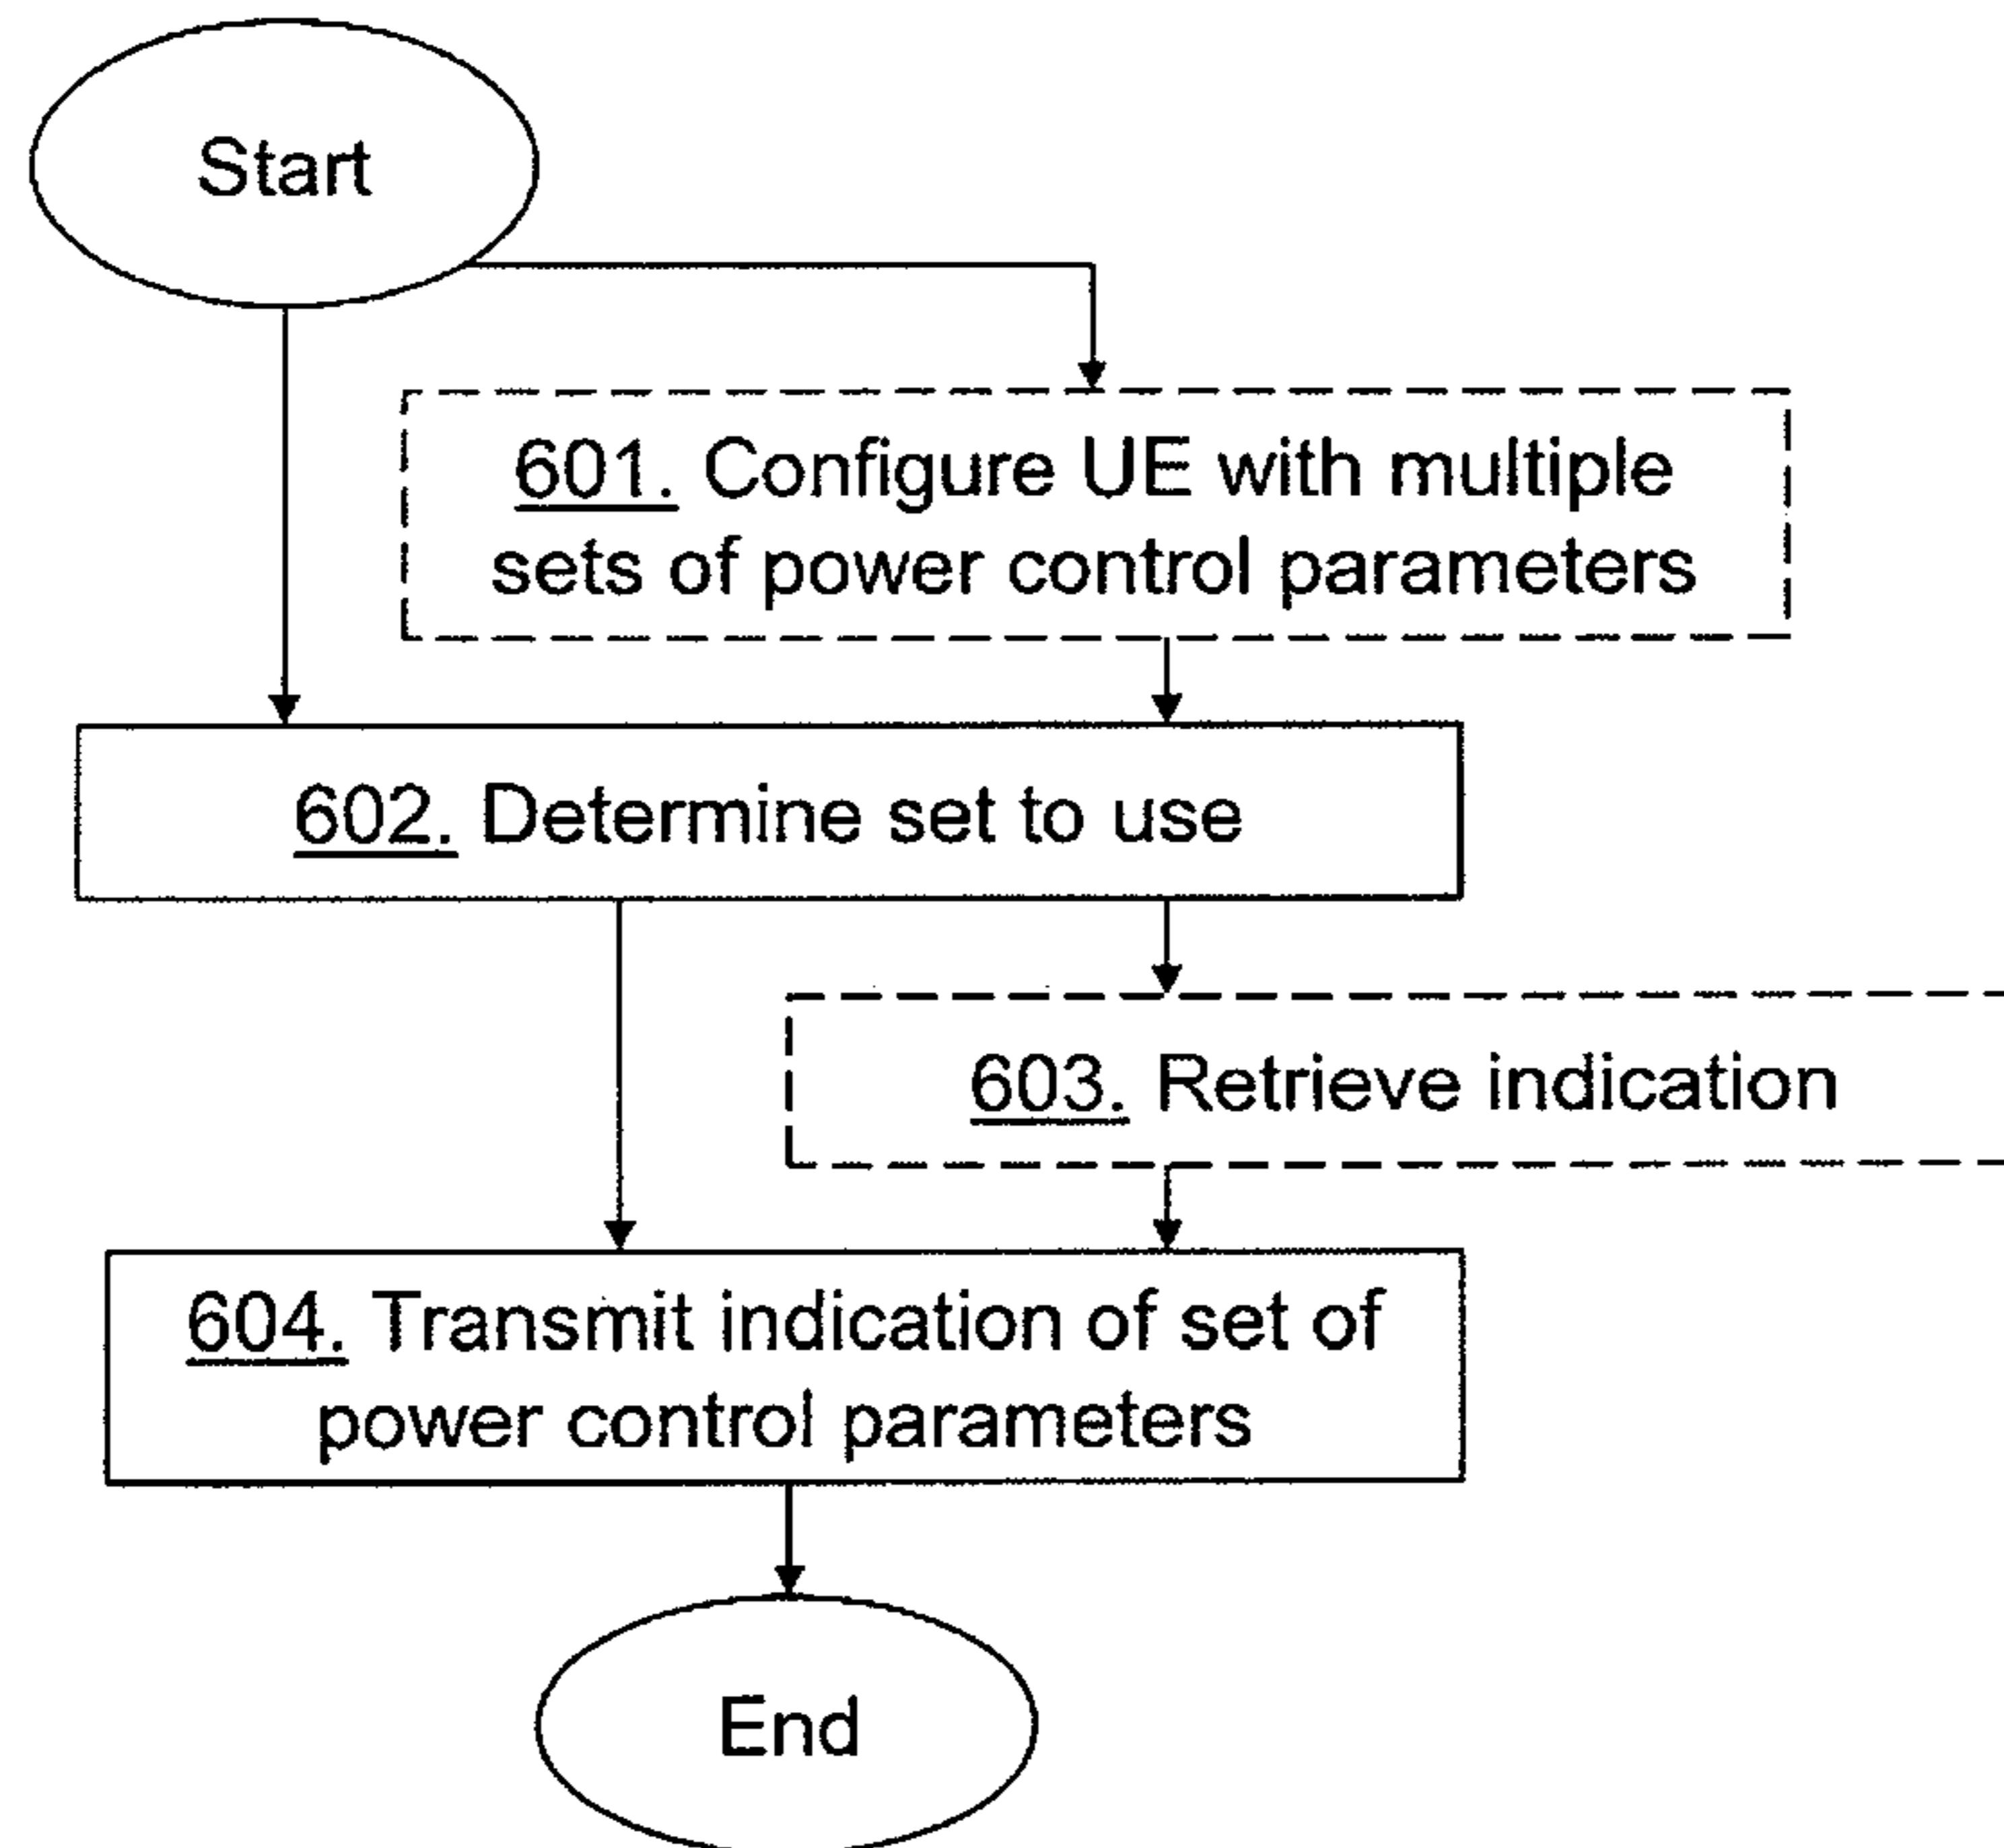 Start
601. Configure UE with multiple
sets of power control parameters
602. Determine set to use
603. Retrieve indication
604. Transmit indication of set of
power control parameters
End